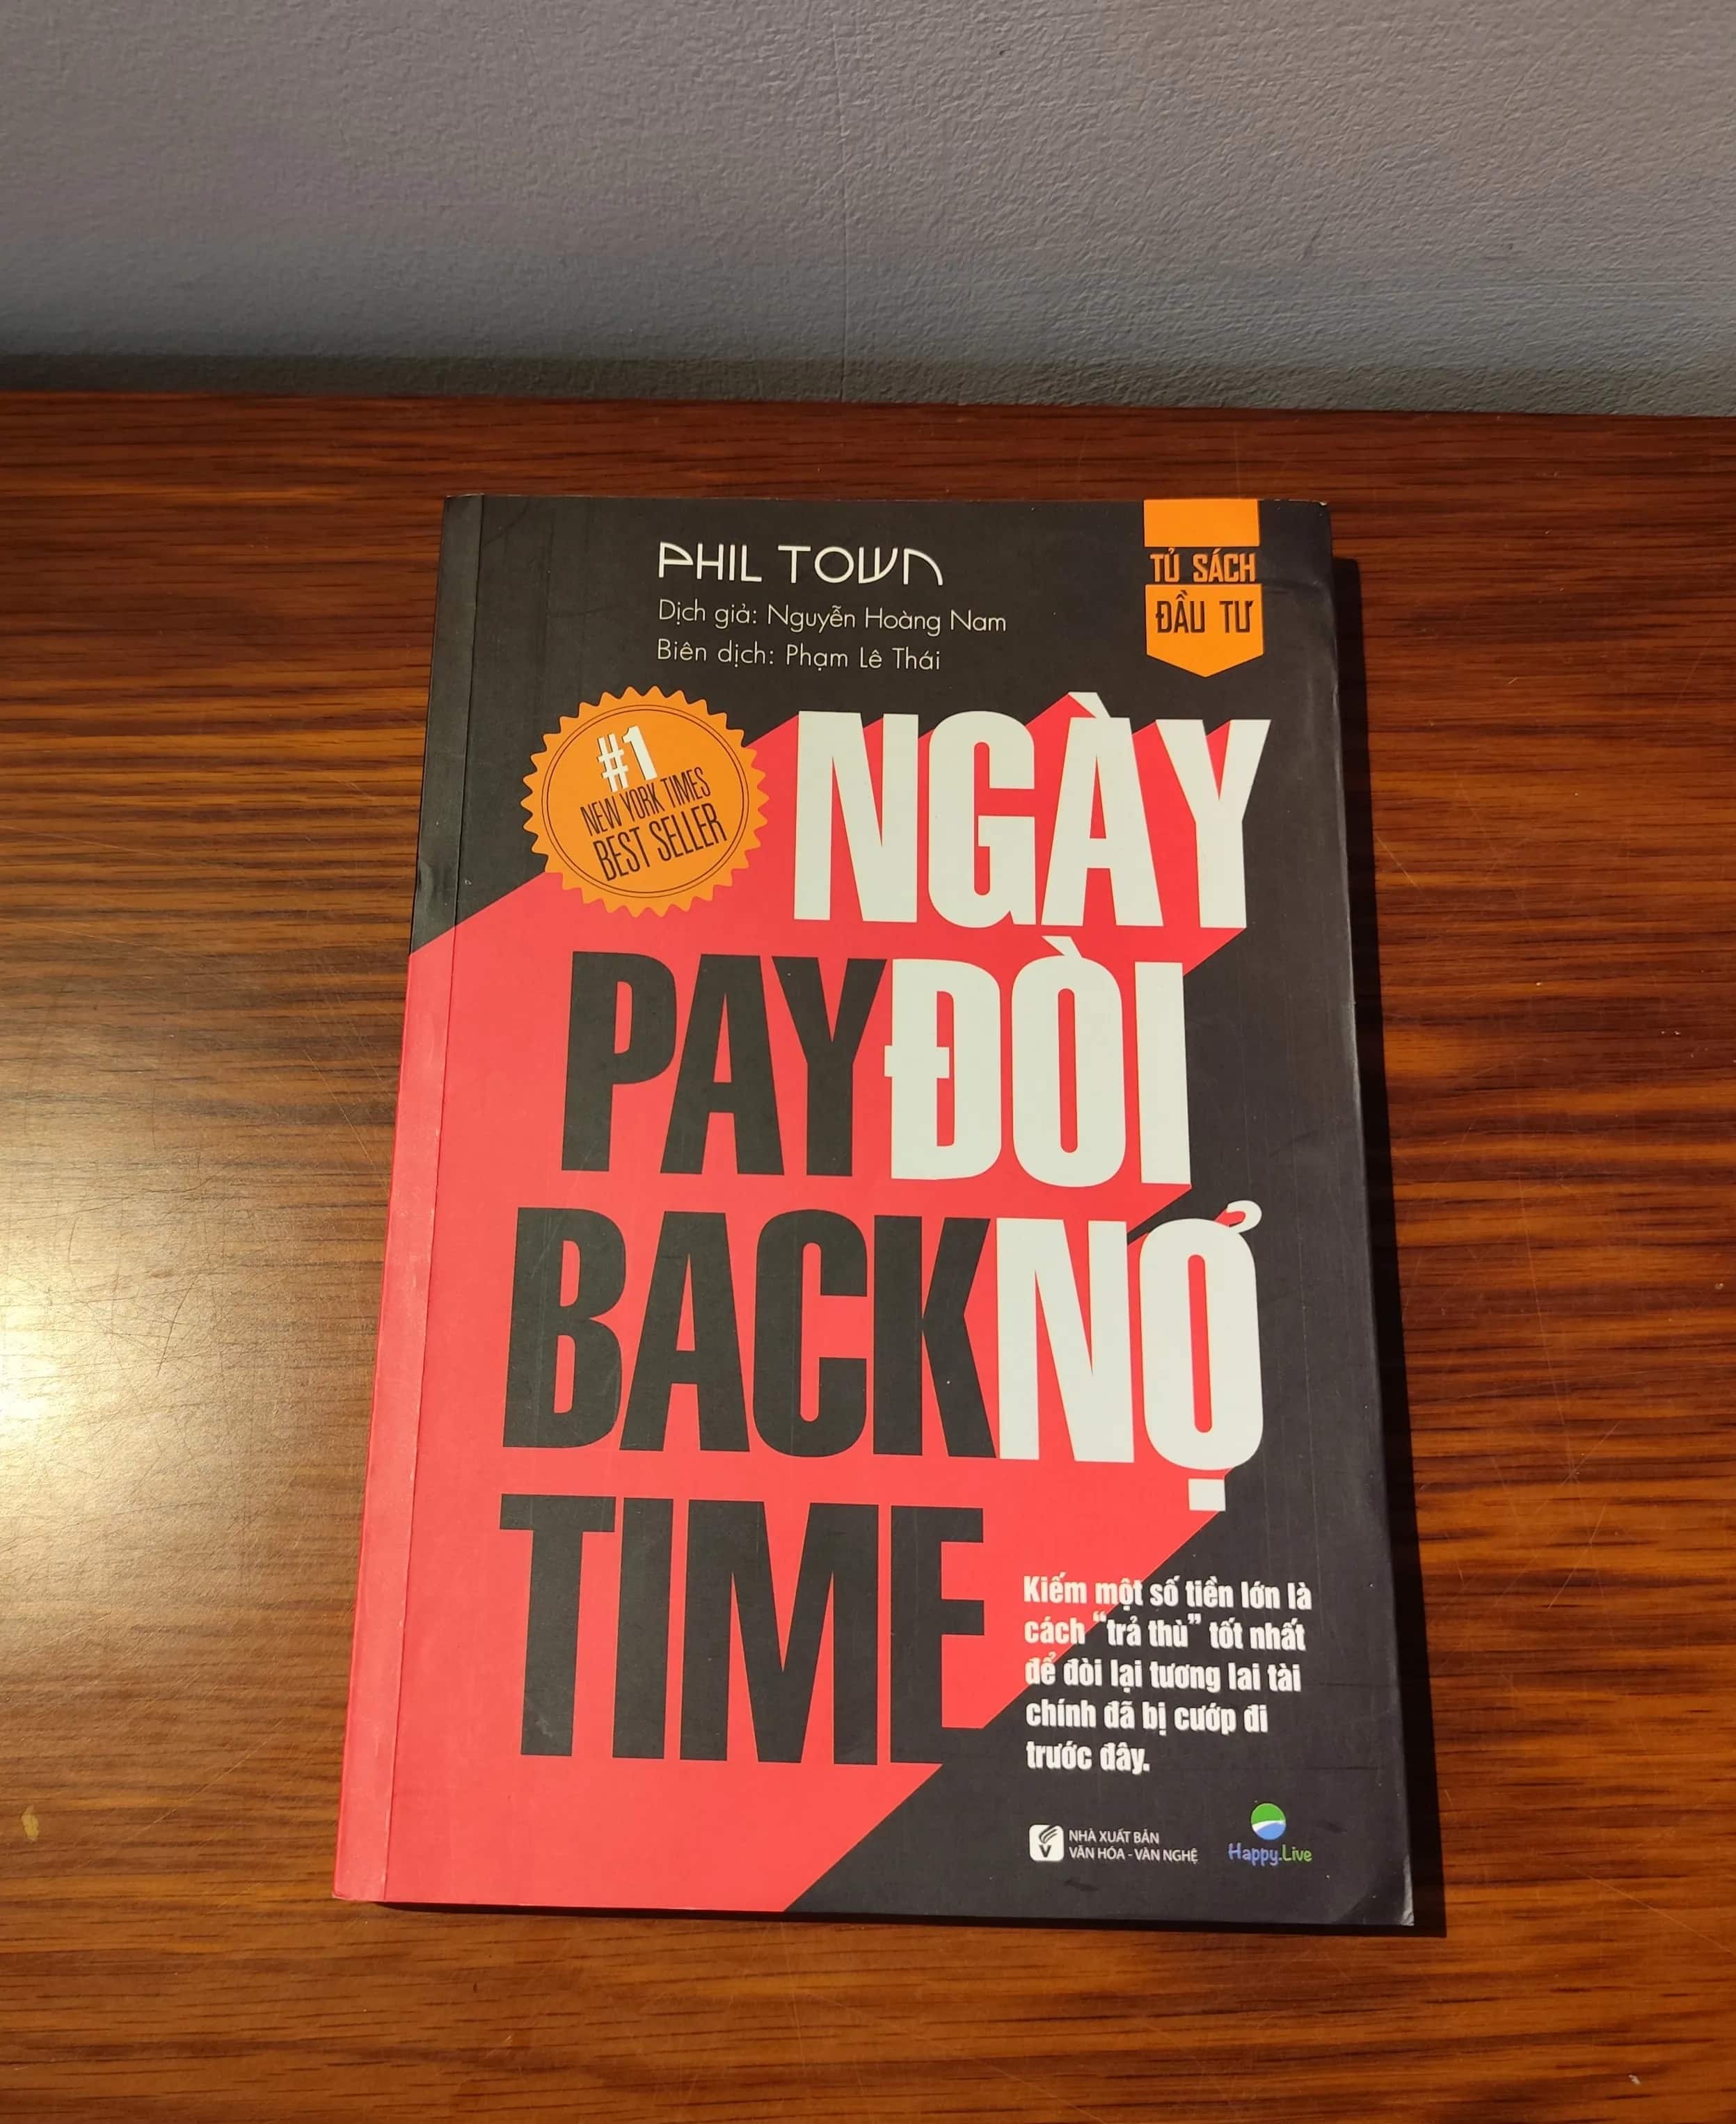 PHIL TOWN
Dịch giả: Nguyễn Hoàng Nam
Biên dịch: Phạm Lê Thái
TỦ SÁCH
ĐẦU TƯ
#1
NEW YORK TIMES
BEST SELLER
NGÀY
PAY ĐÒI
BACK NỢ
TIME
Kiếm một số tiền lớn là
cách "trả thù" tốt nhất
để đòi lại tương lai tài
chính đã bị cướp đi
trước đây.
NHÀ XUẤT BẢN
VĂN HÓA - VĂN NGHỆ
Happy.Live